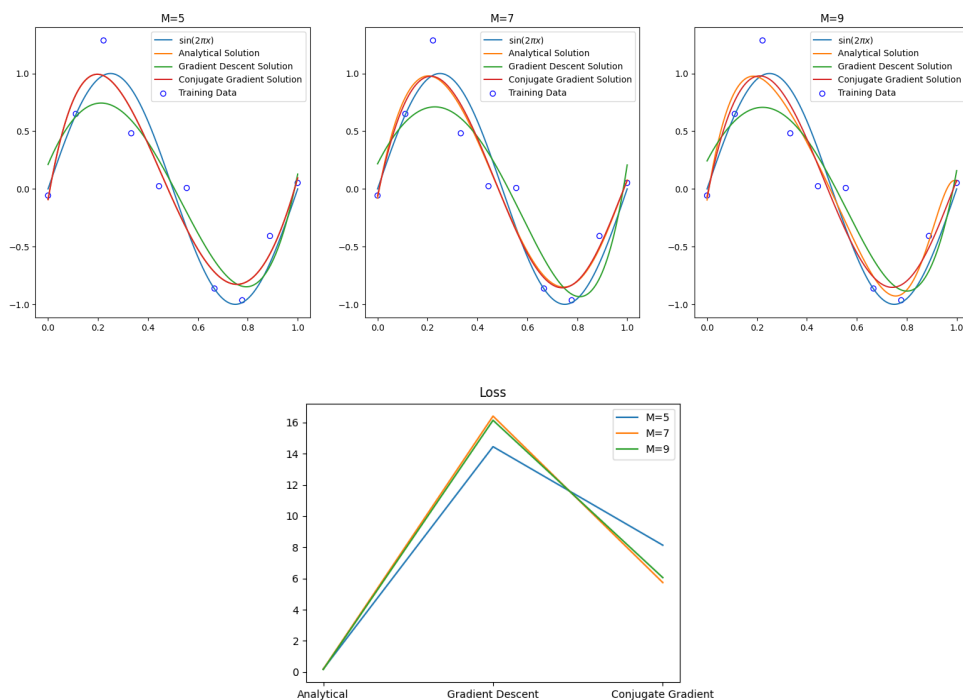 M=5
sin(2πx)
Analytical Solution
Gradient Descent Solution
Conjugate Gradient Solution
Training Data
1.0
0.5
0.0
−0.5
−1.0
0.0 0.2 0.4 0.6 0.8 1.0
M=7
sin(2πx)
Analytical Solution
Gradient Descent Solution
Conjugate Gradient Solution
Training Data
1.0
0.5
0.0
−0.5
−1.0
0.0 0.2 0.4 0.6 0.8 1.0
M=9
sin(2πx)
Analytical Solution
Gradient Descent Solution
Conjugate Gradient Solution
Training Data
1.0
0.5
0.0
−0.5
−1.0
0.0 0.2 0.4 0.6 0.8 1.0
Loss
M=5
M=7
M=9
16
14
12
10
8
6
4
2
0
Analytical Gradient Descent Conjugate Gradient